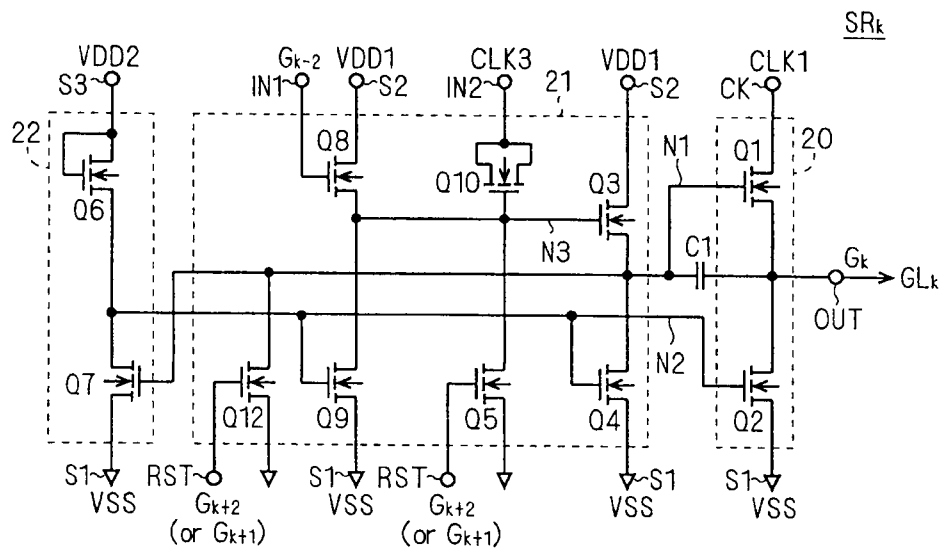 SRk
VDD2
S3
Gk-2
IN1
VDD1
S2
CLK3
IN2
21
VDD1
S2
CLK1
CK
22
Q8
Q10
Q3
N1
Q1
20
Q6
N3
C1
Gk
GLk
OUT
N2
Q7
Q12
Q9
Q5
Q4
Q2
S1
VSS
RST
Gk+2
(or Gk+1)
S1
VSS
RST
Gk+2
(or Gk+1)
S1
VSS
S1
VSS